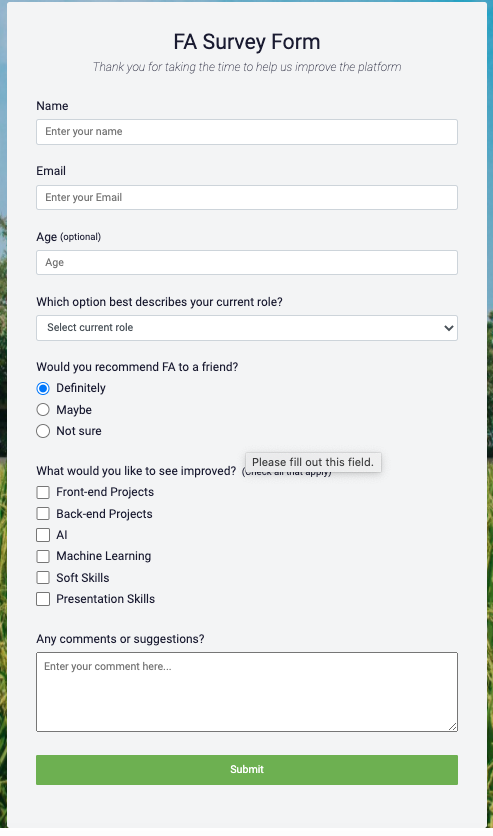 FA Survey Form
Thank you for taking the time to help us improve the platform
Name
Enter your name
Email
Enter your Email
Age (optional)
Age
Which option best describes your current role?
Select current role
Would you recommend FA to a friend?
Definitely
Maybe
Not sure
Please fill out this field.
What would you like to see improved? (Check all that apply)
Front-end Projects
Back-end Projects
AI
Machine Learning
Soft Skills
Presentation Skills
Any comments or suggestions?
Enter your comment here...
Submit